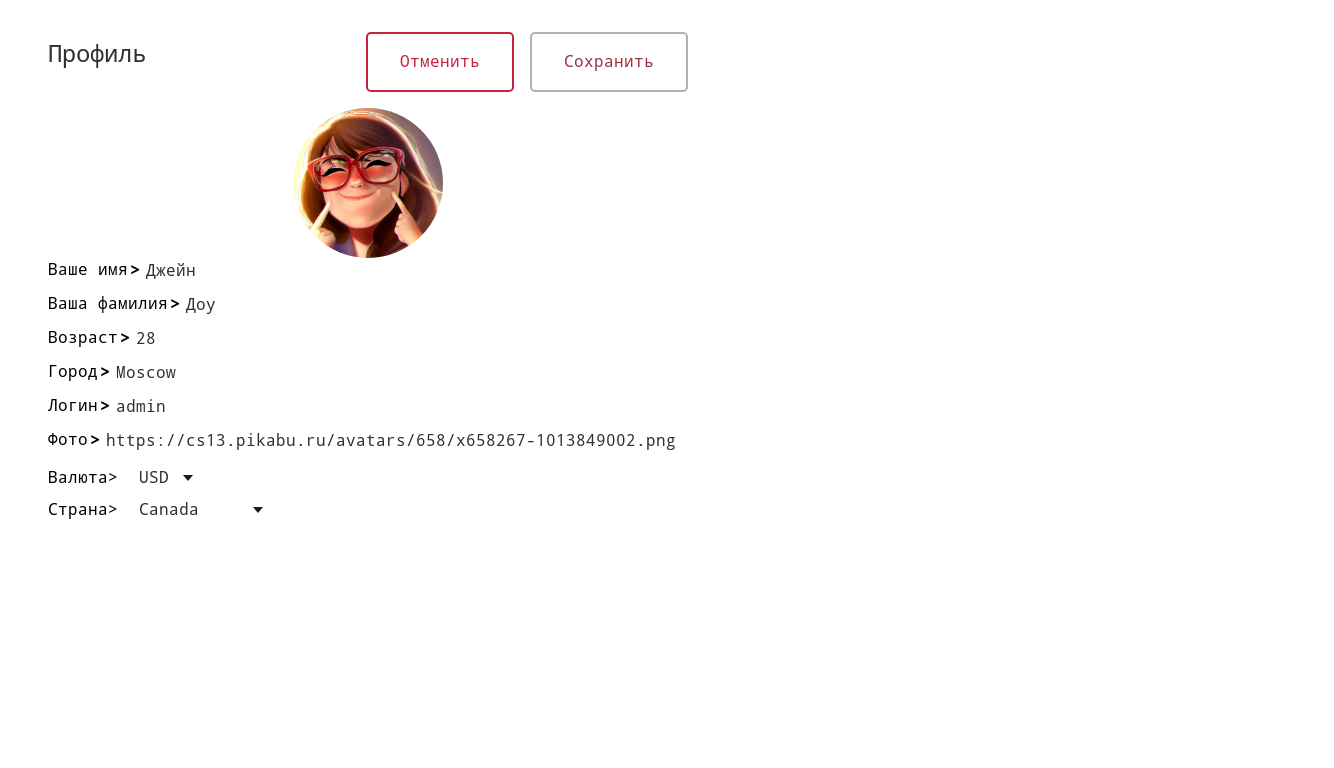 Профиль
Отменить
Сохранить
Ваше имя> Джейн
Ваша фамилия> Доу
Возраст> 28
Город> Moscow
Логин> admin
Фото> https://cs13.pikabu.ru/avatars/658/x658267-1013849002.png
Валюта> USD
Страна> Canada